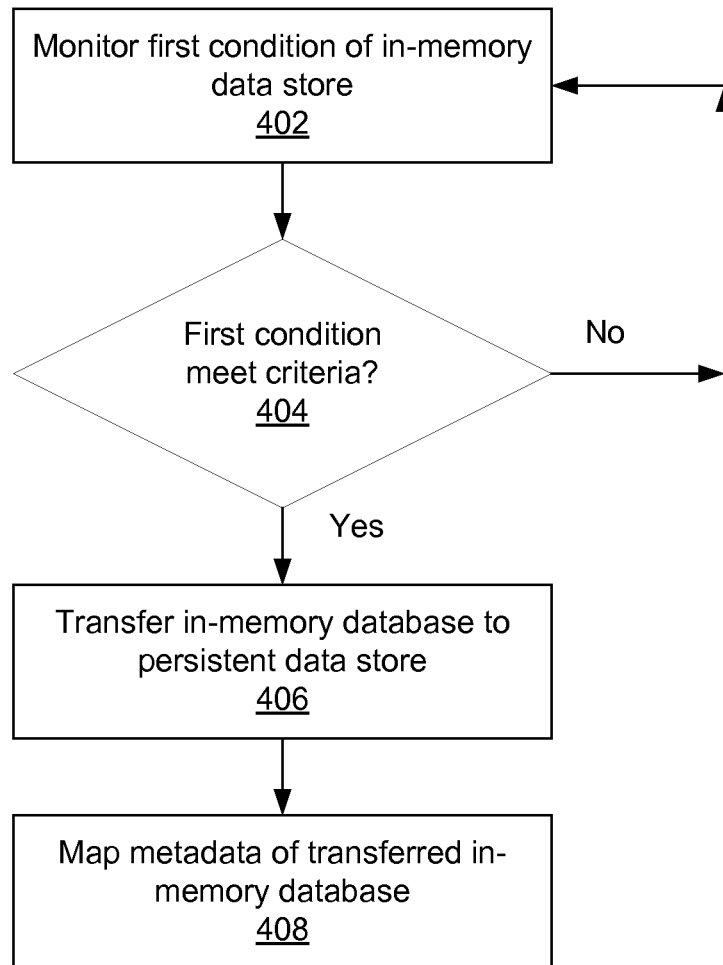 Monitor first condition of in-memory
data store
402
First condition
meet criteria?
404
No
Yes
Transfer in-memory database to
persistent data store
406
Map metadata of transferred in-
memory database
408